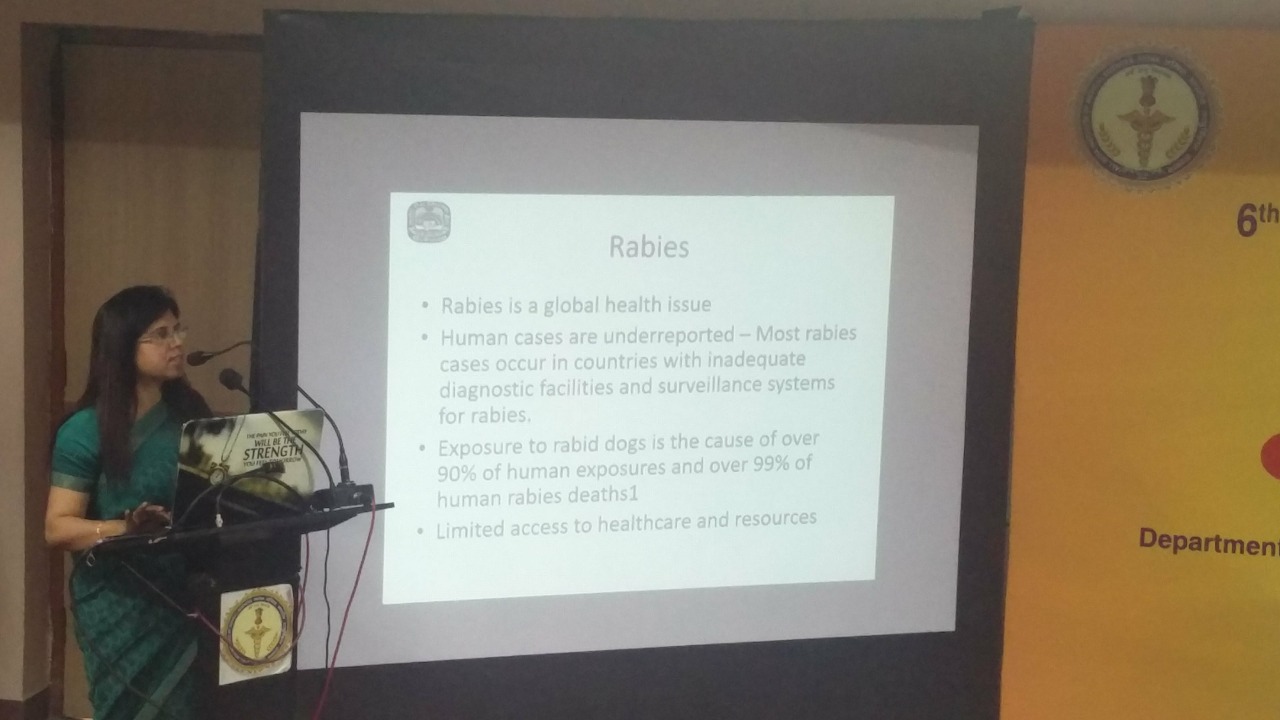 Rabies
• Rabies is a global health issue
• Human cases are underreported – Most rabies
cases occur in countries with inadequate
diagnostic facilities and surveillance systems
for rabies.
• Exposure to rabid dogs is the cause of over
90% of human exposures and over 99% of
human rabies deaths1
• Limited access to healthcare and resources
THE PAIN YOU FEEL TODAY
WILL BE THE
STRENGTH
YOU FEEL TOMORROW
6th
Department